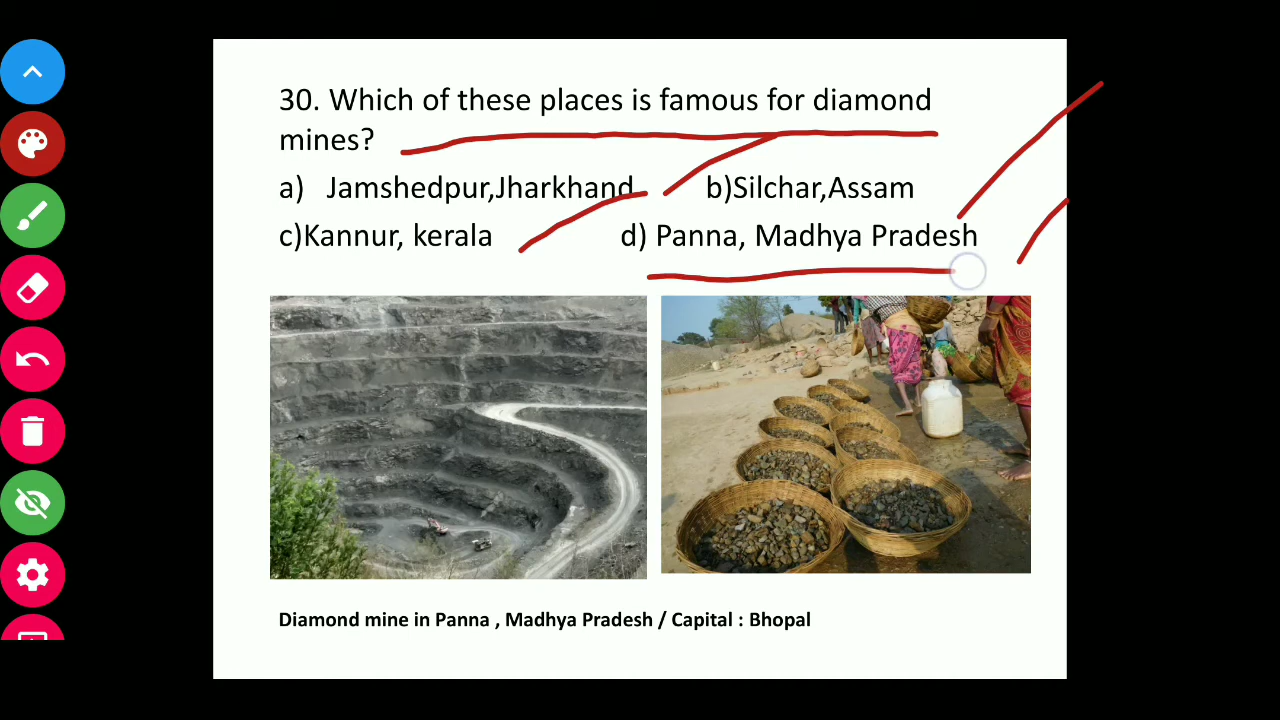 30. Which of these places is famous for diamond
mines?
a) Jamshedpur,Jharkhand b)Silchar,Assam
c)Kannur, kerala d) Panna, Madhya Pradesh
Diamond mine in Panna , Madhya Pradesh / Capital : Bhopal